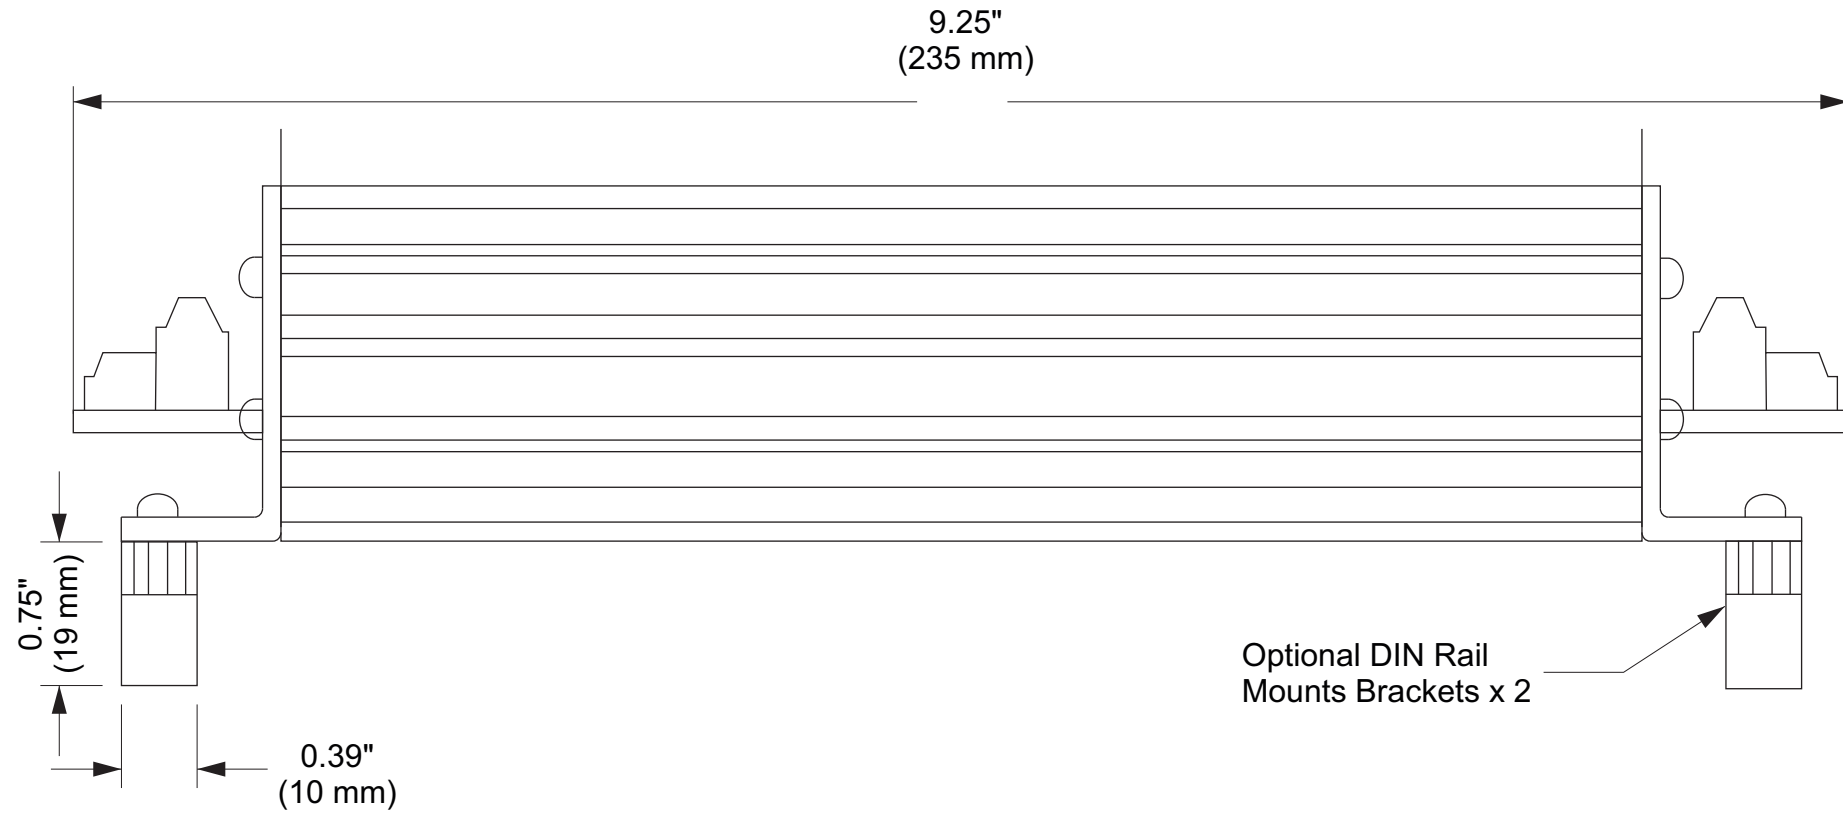 9.25"
(235 mm)
0.75"
(19 mm)
Optional DIN Rail
Mounts Brackets x 2
0.39"
(10 mm)